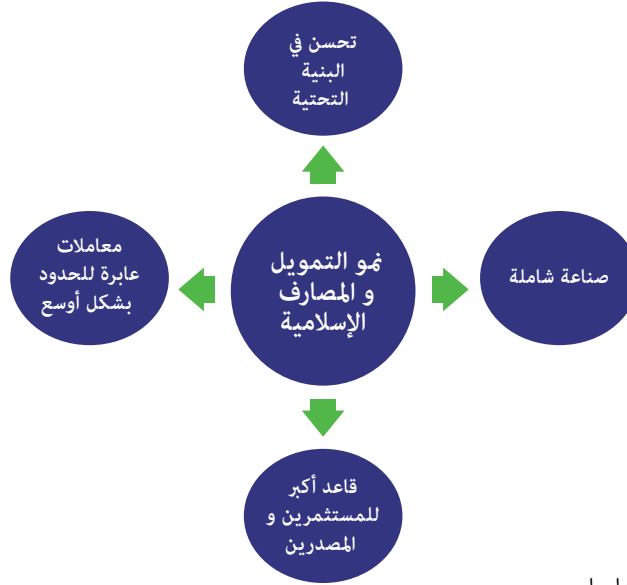 تحسن في
البنية
التحتية
معاملات
عابرة للحدود
بشكل أوسع
نمو التمويل
و المصارف
الإسلامية
صناعة شاملة
قاعد أكبر
للمستثمرين و
المصدرين